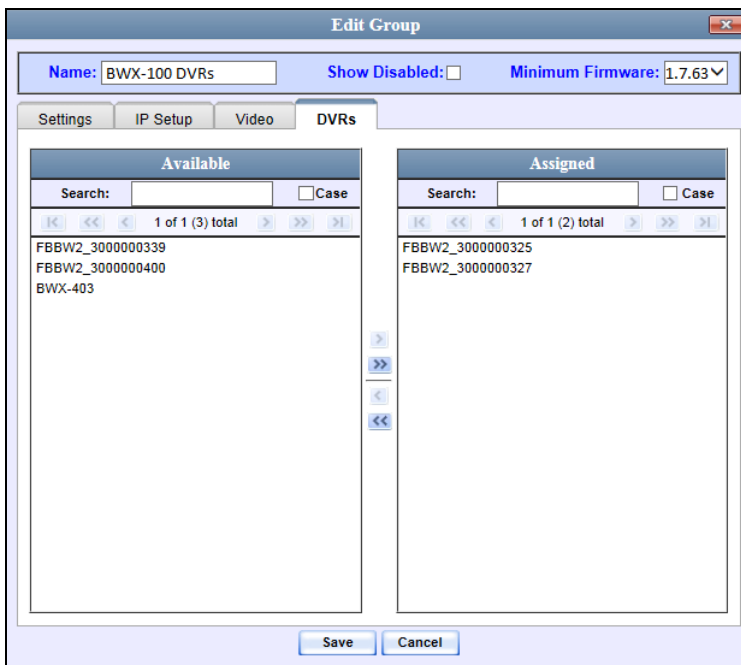 Edit Group
Name: BWX-100 DVRs Show Disabled: Minimum Firmware: 1.7.63
Settings IP Setup Video DVRs
Available
Search: Case
1 of 1 (3) total
FBBW2_3000000339
FBBW2_3000000400
BWX-403
Assigned
Search: Case
1 of 1 (2) total
FBBW2_3000000325
FBBW2_3000000327
Save Cancel